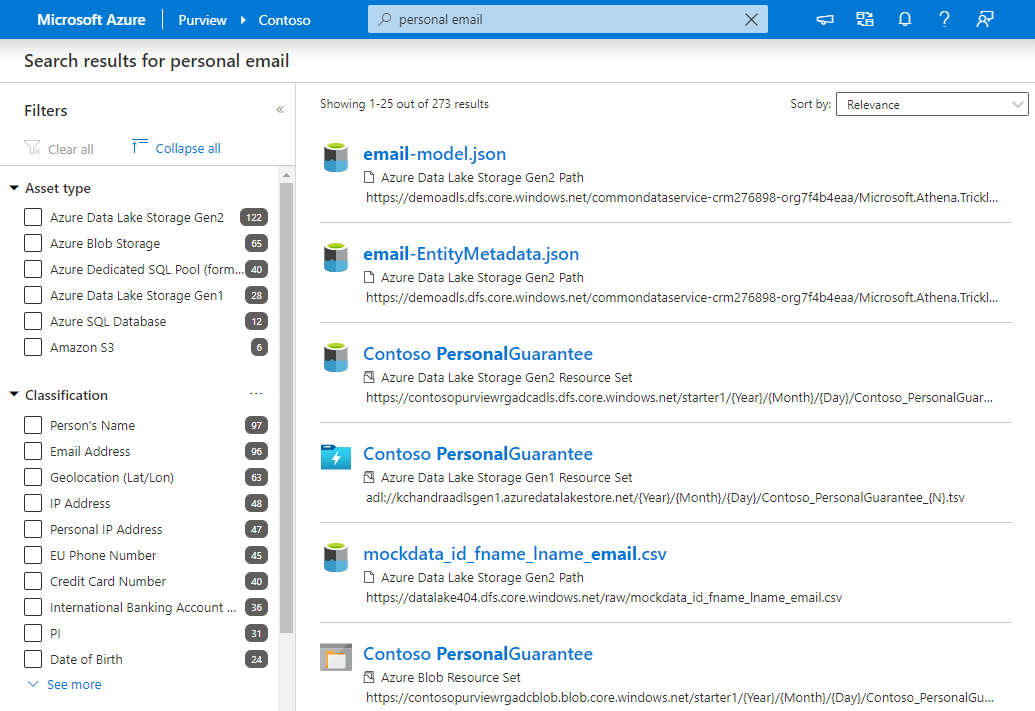 Microsoft Azure Purview Contoso personal email
Search results for personal email
Filters
Clear all Collapse all
Asset type
Azure Data Lake Storage Gen2 122
Azure Blob Storage 65
Azure Dedicated SQL Pool (form... 40
Azure Data Lake Storage Gen1 28
Azure SQL Database 12
Amazon S3 6
Classification ...
Person's Name 97
Email Address 96
Geolocation (Lat/Lon) 63
IP Address 48
Personal IP Address 47
EU Phone Number 45
Credit Card Number 40
International Banking Account ... 36
PI 31
Date of Birth 24
See more
Showing 1-25 out of 273 results
Sort by: Relevance
email-model.json
Azure Data Lake Storage Gen2 Path
https://demoadls.dfs.core.windows.net/commondataservice-crm276898-org7f4b4eaa/Microsoft.Athena.Trickl...
email-EntityMetadata.json
Azure Data Lake Storage Gen2 Path
https://demoadls.dfs.core.windows.net/commondataservice-crm276898-org7f4b4eaa/Microsoft.Athena.Trickl...
Contoso PersonalGuarantee
Azure Data Lake Storage Gen2 Resource Set
https://contosopurviewrgadcadls.dfs.core.windows.net/starter1/{Year}/{Month}/{Day}/Contoso_PersonalGuar...
Contoso PersonalGuarantee
Azure Data Lake Storage Gen1 Resource Set
adl://kchandraadlsgen1.azuredatalakestore.net/{Year}/{Month}/{Day}/Contoso_PersonalGuarantee_{N}.tsv
mockdata_id_fname_lname_email.csv
Azure Data Lake Storage Gen2 Path
https://datalake404.dfs.core.windows.net/raw/mockdata_id_fname_lname_email.csv
Contoso PersonalGuarantee
Azure Blob Resource Set
https://contosopurviewrgadcblob.blob.core.windows.net/starter1/{Year}/{Month}/{Day}/Contoso_PersonalGu...